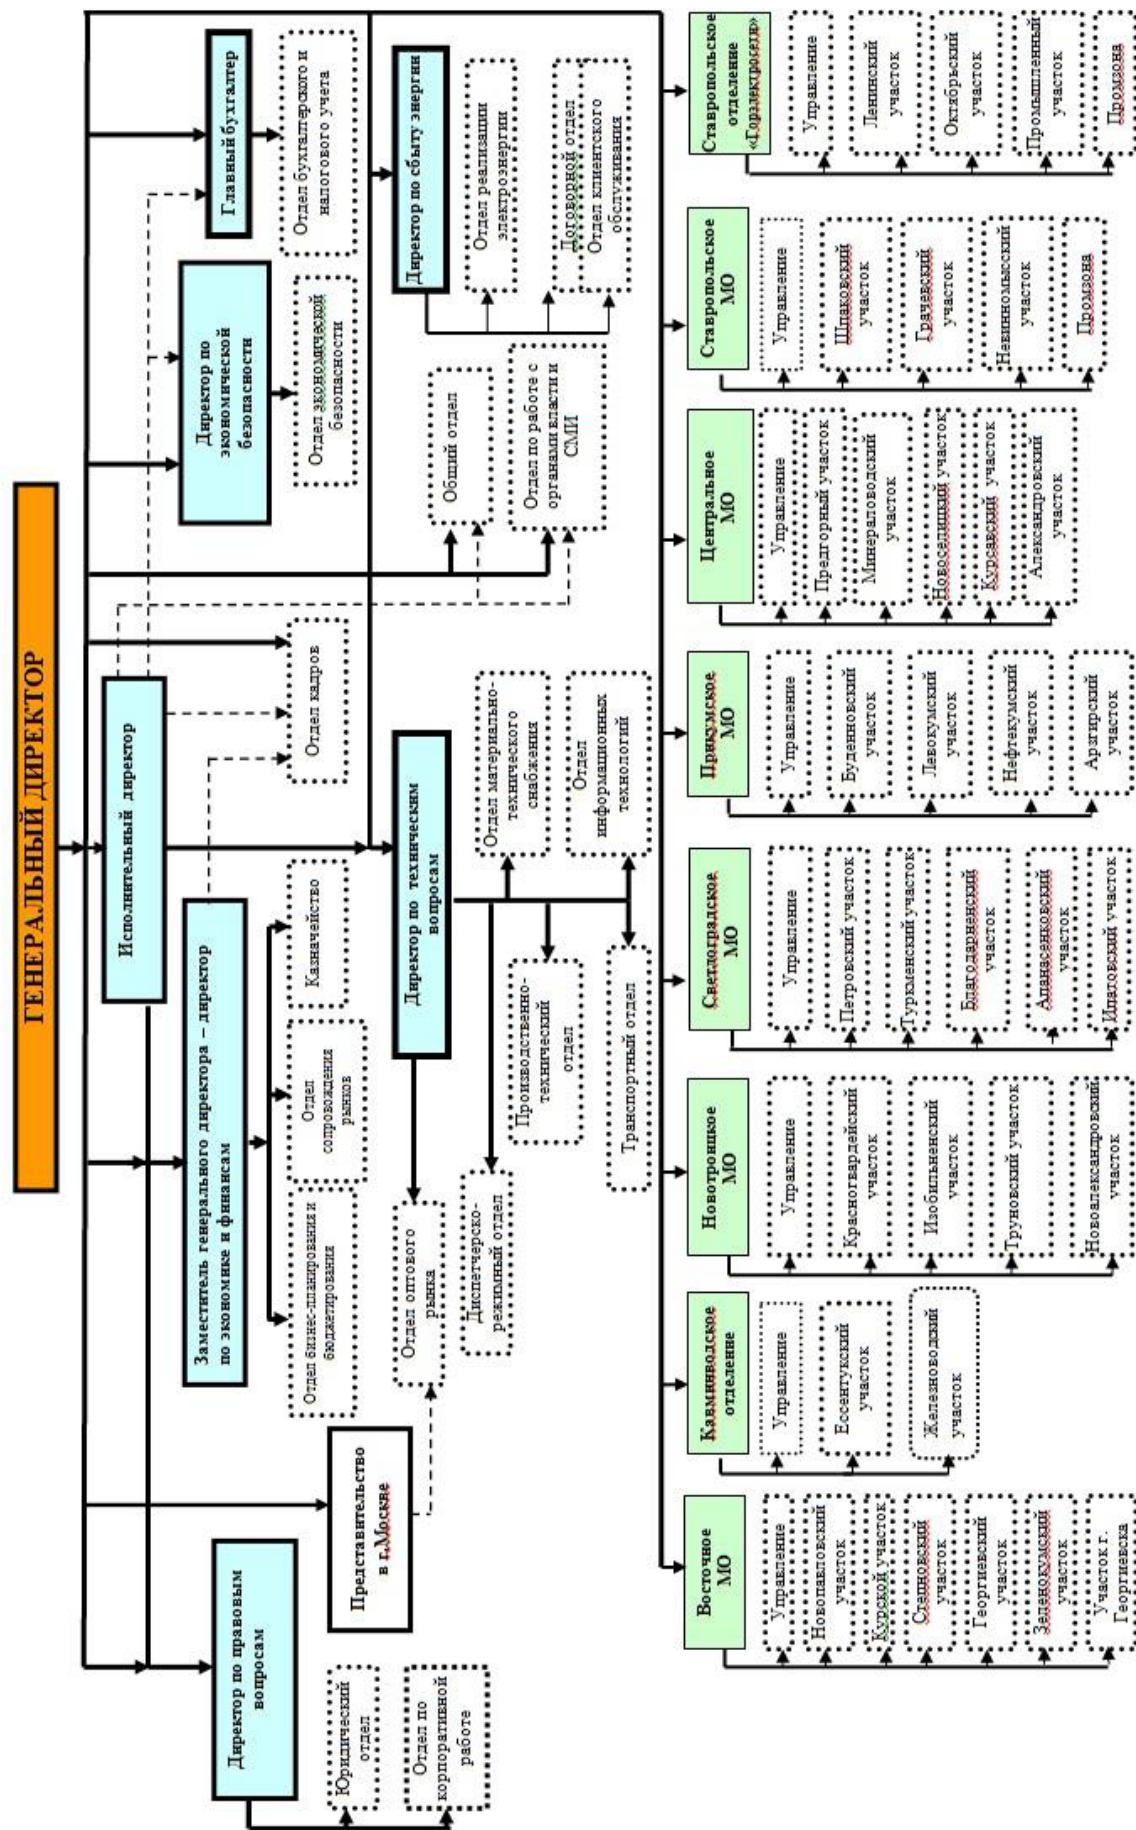 ГЕНЕРАЛЬНЫЙ ДИРЕКТОР
Исполнительный директор
Директор по правовым
вопросам
Юридический
отдел
Отдел по
корпоративной
работе
Представительство
в г.Москве
Заместитель генерального директора – директор
по экономике и финансам
Отдел бизнес-планирования и
бюджетирования
Отдел
сопровождения
рынков
Казначейство
Отдел кадров
Директор по
экономической
безопасности
Отдел экономической
безопасности
Главный бухгалтер
Отдел бухгалтерского и
налогового учета
Отдел оптового
рынка
Директор по техническим
вопросам
Диспетчерско-
режимный отдел
Производственно-
технический
отдел
Транспортный отдел
Отдел материально-
технического
снабжения
Отдел
информационных
технологий
Общий отдел
Отдел по работе с
органами власти и
СМИ
Директор по сбыту энергии
Отдел реализации
электроэнергии
Договорной отдел
Отдел клиентского
обслуживания
Восточное
МО
Управление
Новопавловский
участок
Курской участок
Степновский
участок
Георгиевский
участок
Зеленокумский
участок
Участок г.
Георгиевска
Кавминводское
отделение
Управление
Ессентукский
участок
Железноводский
участок
Новотроицкое
МО
Управление
Красногвардейский
участок
Изобильненский
участок
Труновский участок
Новоалександровский
участок
Светлоградское
МО
Управление
Петровский участок
Туркменский участок
Благодарненский
участок
Апанасенковский
участок
Ипатовский участок
Прикумское
МО
Управление
Буденновский
участок
Левокумский
участок
Нефтекумский
участок
Арзгирский
участок
Центральное
МО
Управление
Предгорный участок
Минераловодский
участок
Новоселицкий участок
Курсавский участок
Александровский
участок
Ставропольское
МО
Управление
Шпаковский
участок
Грачевский
участок
Невинномысский
участок
Промзона
Ставропольское
отделение
«Горэлектросеть»
Управление
Ленинский
участок
Октябрьский
участок
Промышленный
участок
Промзона